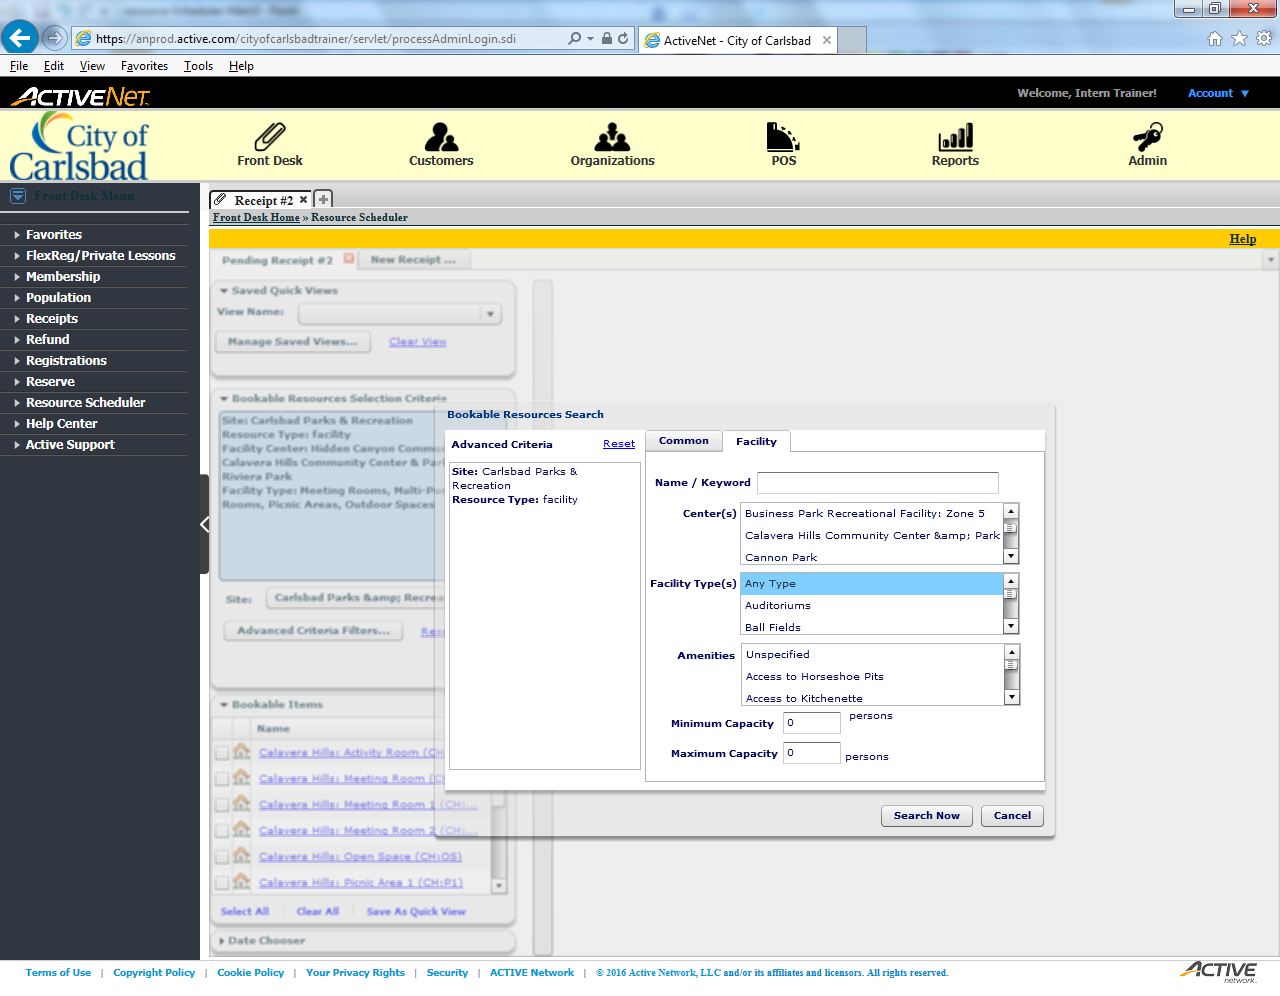 https://anprod.active.com/cityofcarlsbadtrainer/servlet/processAdminLogin.sdi
ActiveNet - City of Carlsbad
File Edit View Favorites Tools Help
ACTIVENET
Welcome, Intern Trainer! Account
City of
Carlsbad
Front Desk
Customers
Organizations
POS
Reports
Admin
Front Desk Menu
Favorites
FlexReg/Private Lessons
Membership
Population
Receipts
Refund
Registrations
Reserve
Resource Scheduler
Help Center
Active Support
Receipt #2
Front Desk Home » Resource Scheduler
Help
Pending Receipt #2
New Receipt ...
Saved Quick Views
View Name:
Manage Saved Views...
Clear View
Bookable Resources Selection Criteria
Site: Carlsbad Parks & Recreation
Resource Type: facility
Facility Center: Hidden Canyon Commu
Calavera Hills Community Center & Par
Riviera Park
Facility Type: Meeting Rooms, Multi-Pu
Rooms, Picnic Areas, Outdoor Spaces
Site: Carlsbad Parks &amp; Recrea
Advanced Criteria Filters...
Bookable Items
Name
Calavera Hills: Activity Room (CH
Calavera Hills: Meeting Room (C
Calavera Hills: Meeting Room 1 (CH:...
Calavera Hills: Meeting Room 2 (CH:...
Calavera Hills: Open Space (CH:OS)
Calavera Hills: Picnic Area 1 (CH:P1)
Select All
Clear All
Save As Quick View
Date Chooser
Bookable Resources Search
Advanced Criteria
Reset
Site: Carlsbad Parks &
Recreation
Resource Type: facility
Common
Facility
Name / Keyword
Center(s)
Business Park Recreational Facility: Zone 5
Calavera Hills Community Center &amp; Park
Cannon Park
Facility Type(s)
Any Type
Auditoriums
Ball Fields
Amenities
Unspecified
Access to Horseshoe Pits
Access to Kitchenette
Minimum Capacity 0 persons
Maximum Capacity 0 persons
Search Now
Cancel
Terms of Use | Copyright Policy | Cookie Policy | Your Privacy Rights | Security | ACTIVE Network | © 2016 Active Network, LLC and/or its affiliates and licensors. All rights reserved.
ACTIVE
network